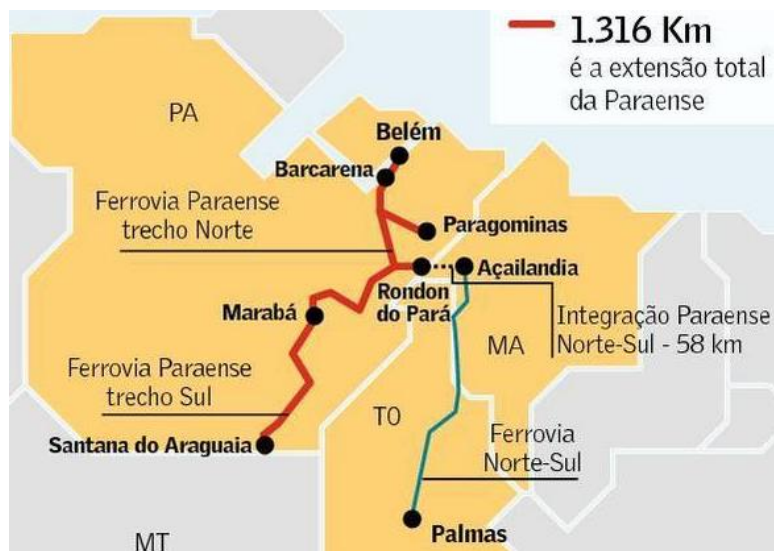 1.316 Km
é a extensão total
da Paraense
PA
Belém
Barcarena
Ferrovia Paraense
trecho Norte
Paragominas
Açailandia
Rondon
do Pará
Marabá
Integração Paraense
Norte-Sul - 58 km
MA
Ferrovia Paraense
trecho Sul
TO
Santana do Araguaia
Ferrovia
Norte-Sul
Palmas
MT